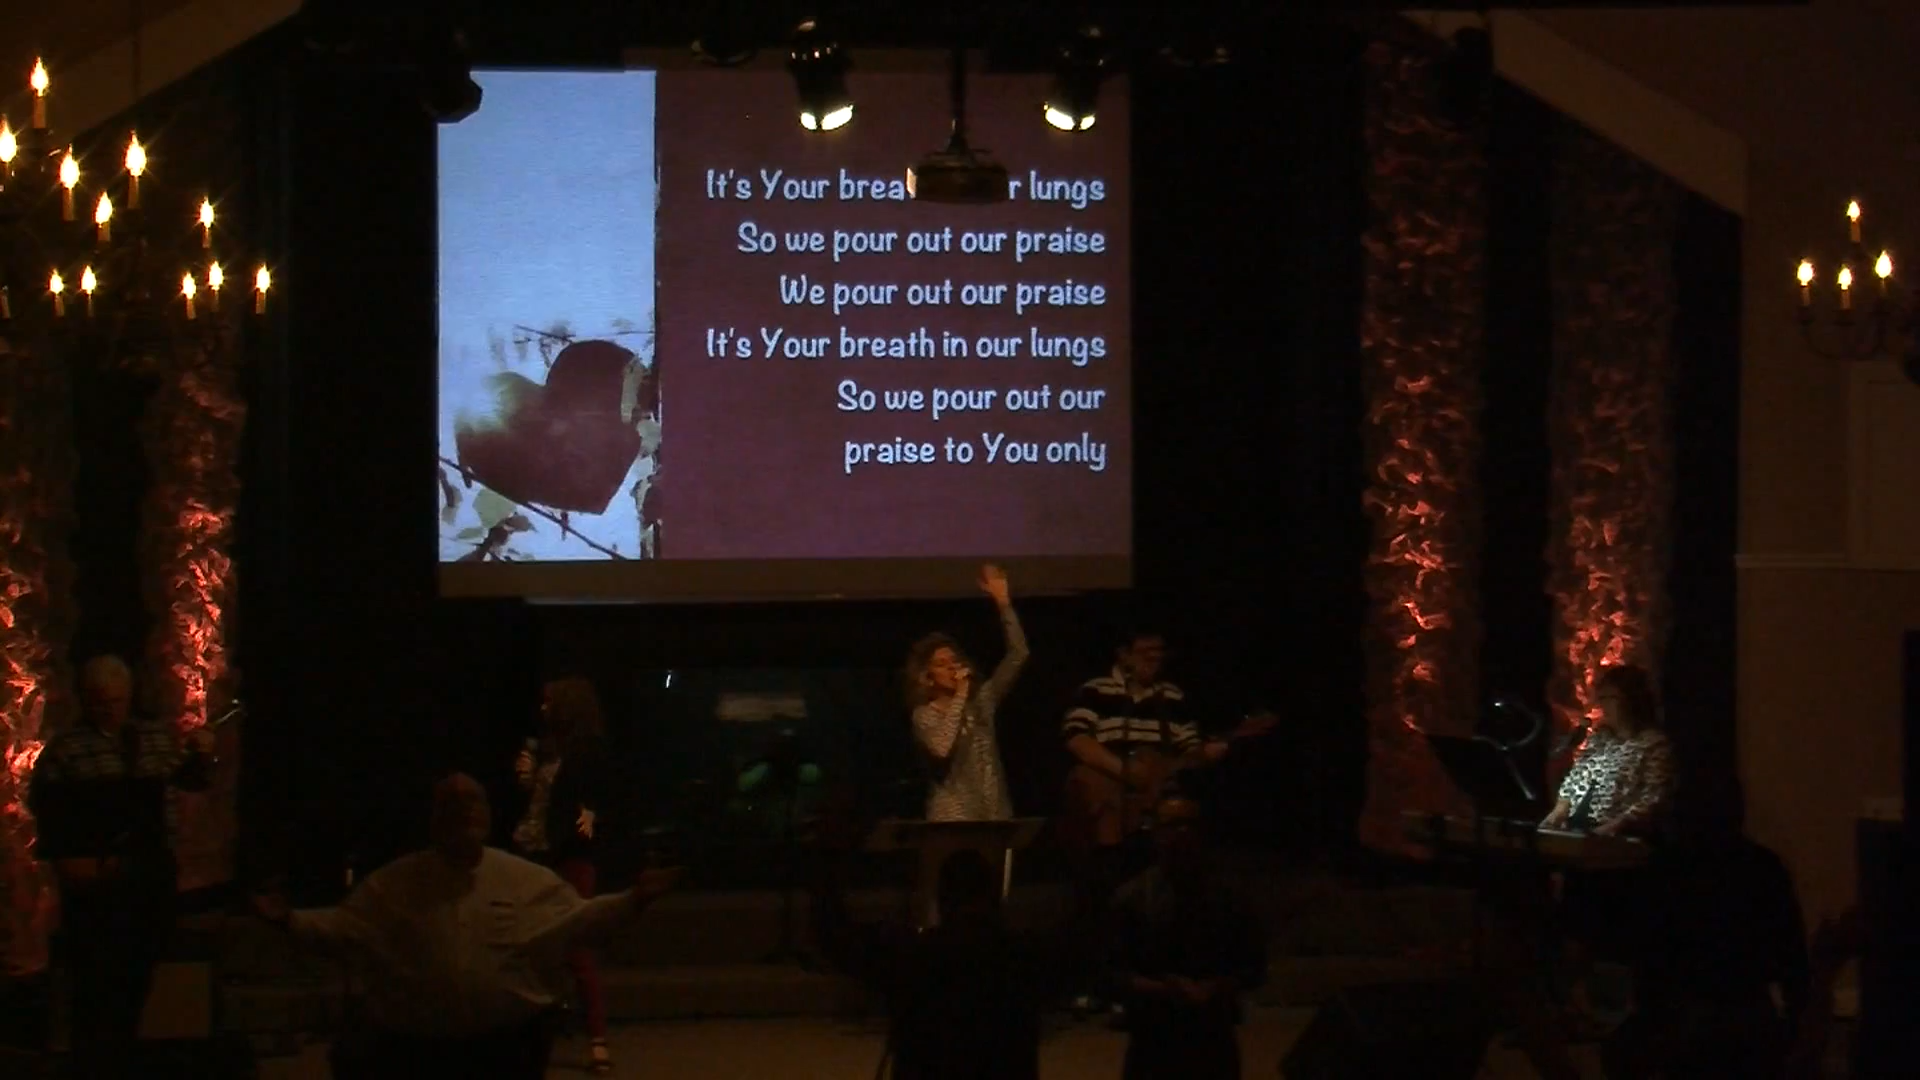 It's Your brea r lungs
So we pour out our praise
We pour out our praise
It's Your breath in our lungs
So we pour out our
praise to You only